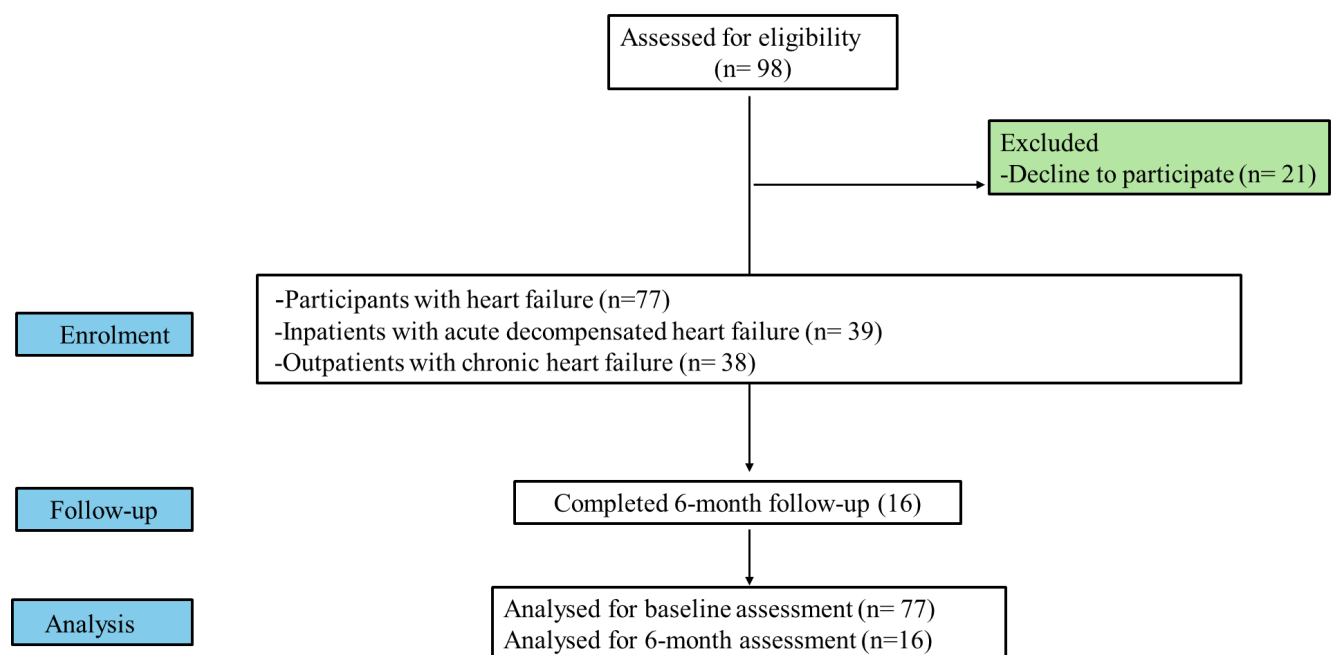 Assessed for eligibility
(n= 98)
Excluded
-Decline to participate (n= 21)
Enrolment
-Participants with heart failure (n=77)
-Inpatients with acute decompensated heart failure (n= 39)
-Outpatients with chronic heart failure (n= 38)
Follow-up
Completed 6-month follow-up (16)
Analysis
Analysed for baseline assessment (n= 77)
Analysed for 6-month assessment (n=16)